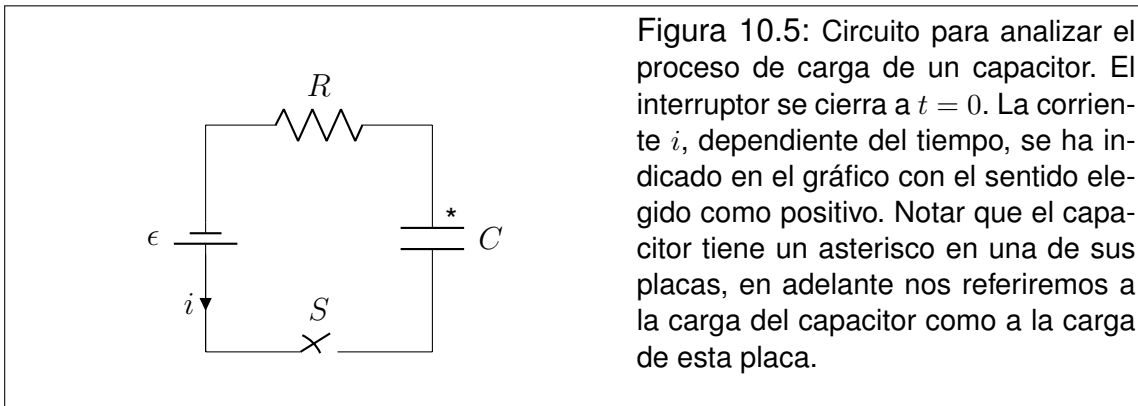 R
*
ϵ
C
i
S
Figura 10.5: Circuito para analizar el
proceso de carga de un capacitor. El
interruptor se cierra a t = 0. La corrien-
te i, dependiente del tiempo, se ha in-
dicado en el gráfico con el sentido ele-
gido como positivo. Notar que el capa-
citor tiene un asterisco en una de sus
placas, en adelante nos referiremos a
la carga del capacitor como a la carga
de esta placa.